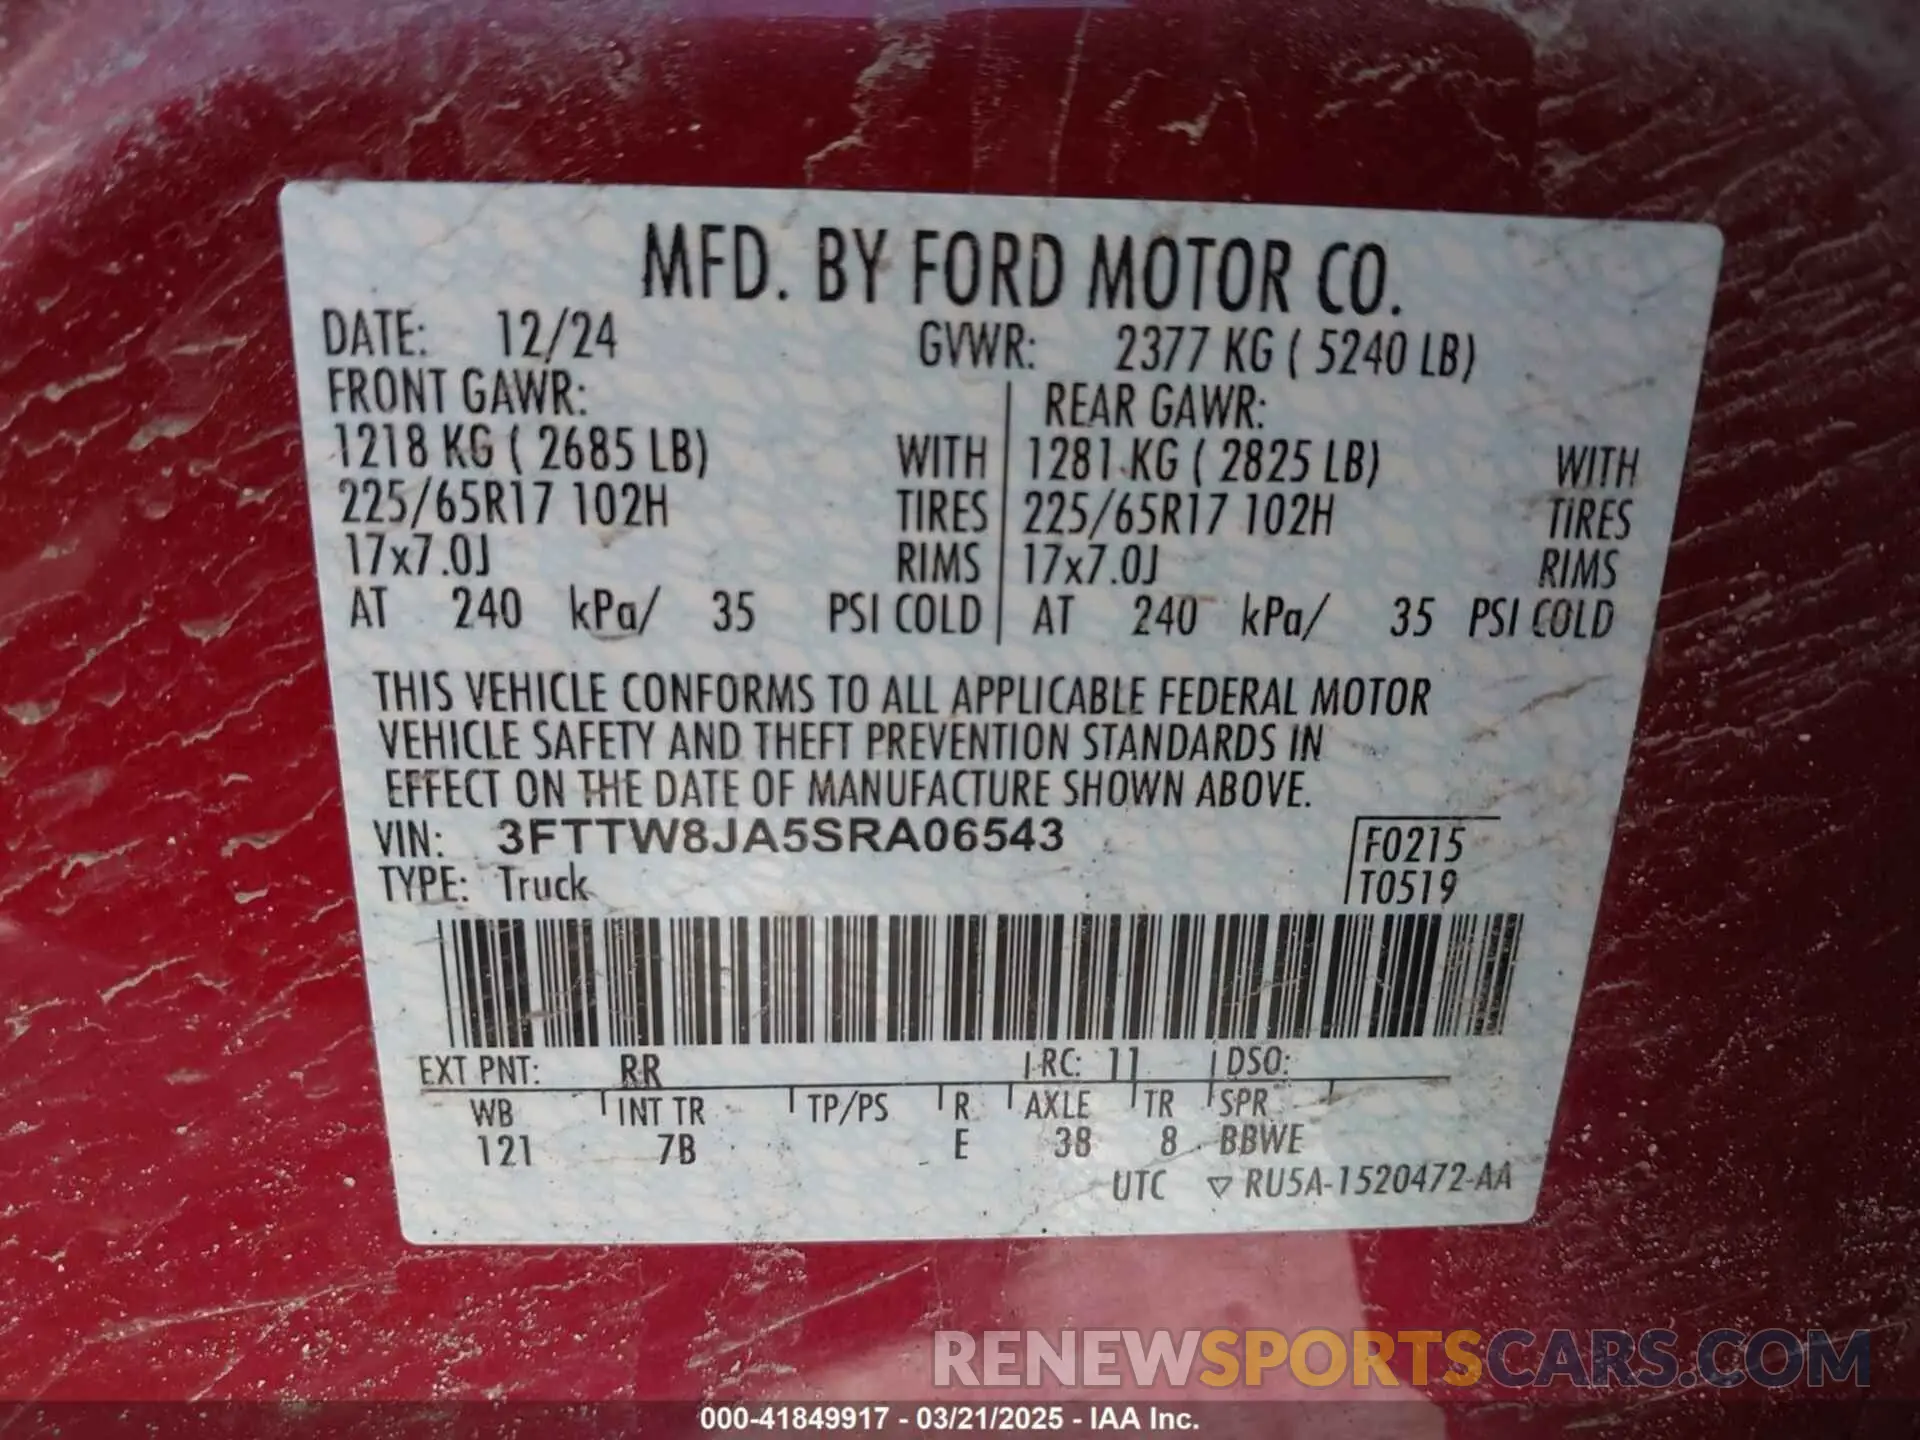 MFD. BY FORD MOTOR CO.
DATE: 12/24 GVWR: 2377 KG ( 5240 LB)
FRONT GAWR: REAR GAWR:
1218 KG ( 2685 LB) WITH 1281 KG ( 2825 LB) WITH
225/65R17 102H TIRES 225/65R17 102H TIRES
17x7.0J RIMS 17x7.0J RIMS
AT 240 kPa/ 35 PSI COLD AT 240 kPa/ 35 PSI COLD
THIS VEHICLE CONFORMS TO ALL APPLICABLE FEDERAL MOTOR
VEHICLE SAFETY AND THEFT PREVENTION STANDARDS IN
EFFECT ON THE DATE OF MANUFACTURE SHOWN ABOVE.
VIN: 3FTTW8JA5SRA06543 F0215
TYPE: Truck T0519
EXT PNT: RR RC: 11 DSO:
WB INT TR TP/PS R AXLE TR SPR
121 7B E 38 8 BBWE
UTC ▽ RU5A-1520472-AA
RENEWSPORTSCARS.COM
000-41849917 - 03/21/2025 - IAA Inc.